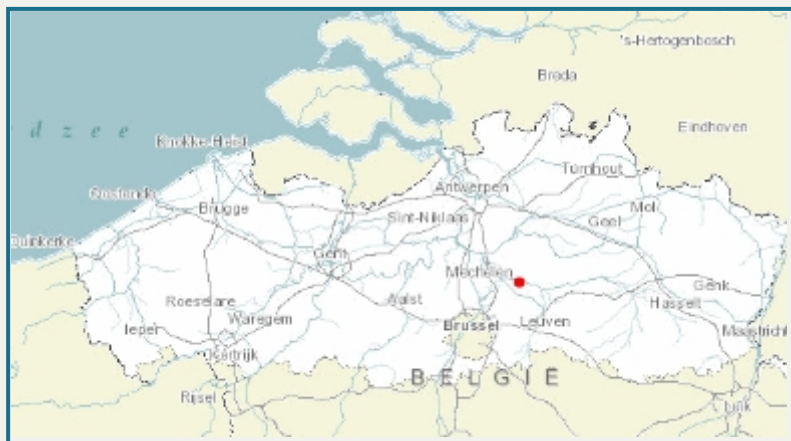 's-Hertogenbosch
Breda
d z e e
Eindhoven
Knokke-Heist
Turnhout
Antwerpen
Oostende
Mol
Brugge
Sint-Niklaas
Geel
Duinkerke
Gent
Mechelen
Genk
Roeselare
Aalst
Hasselt
Waregem
Brussel
Leuven
Ieper
Maastricht
Kortrijk
BELGIË
Rijsel
Luik